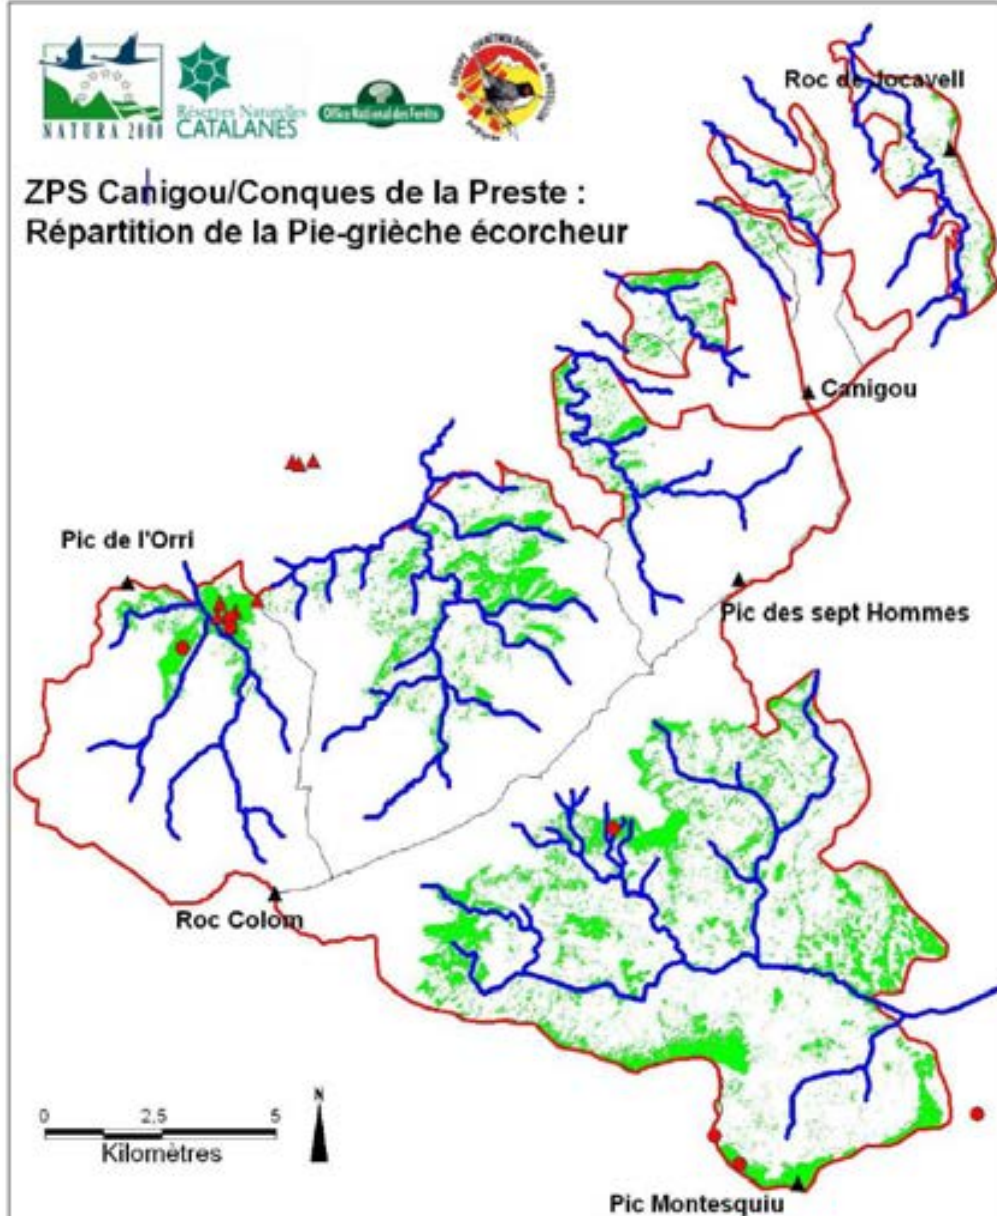 NATURA 2000
Réserves Naturelles
CATALANES
Office National des Forêts
ZPS Canigou/Conques de la Preste :
Répartition de la Pie-grièche écorcheur
Roc de Jocavell
Canigou
Pic de l'Orri
Pic des sept Hommes
Roc Colom
N
0 2,5 5
Kilomètres
Pic Montesquiu